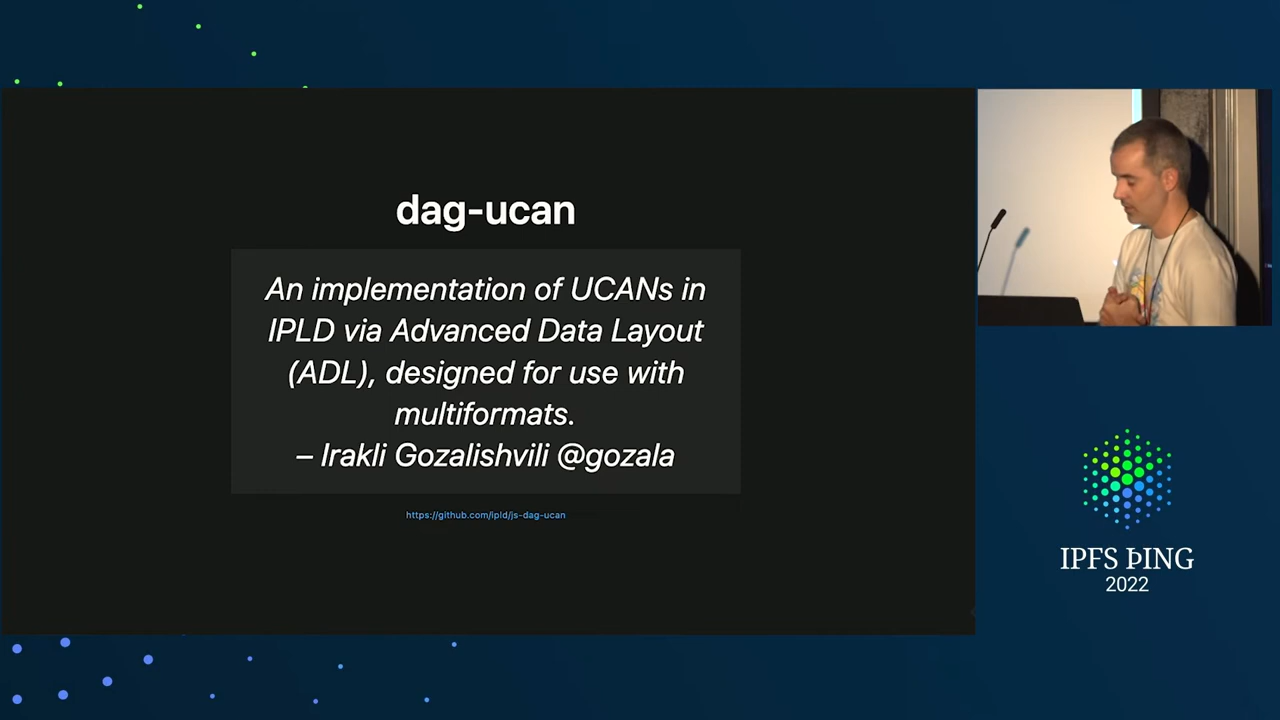 dag-ucan
An implementation of UCANs in
IPLD via Advanced Data Layout
(ADL), designed for use with
multiformats.
– Irakli Gozalishvili @gozala
https://github.com/ipld/js-dag-ucan
IPFS ÞING
2022